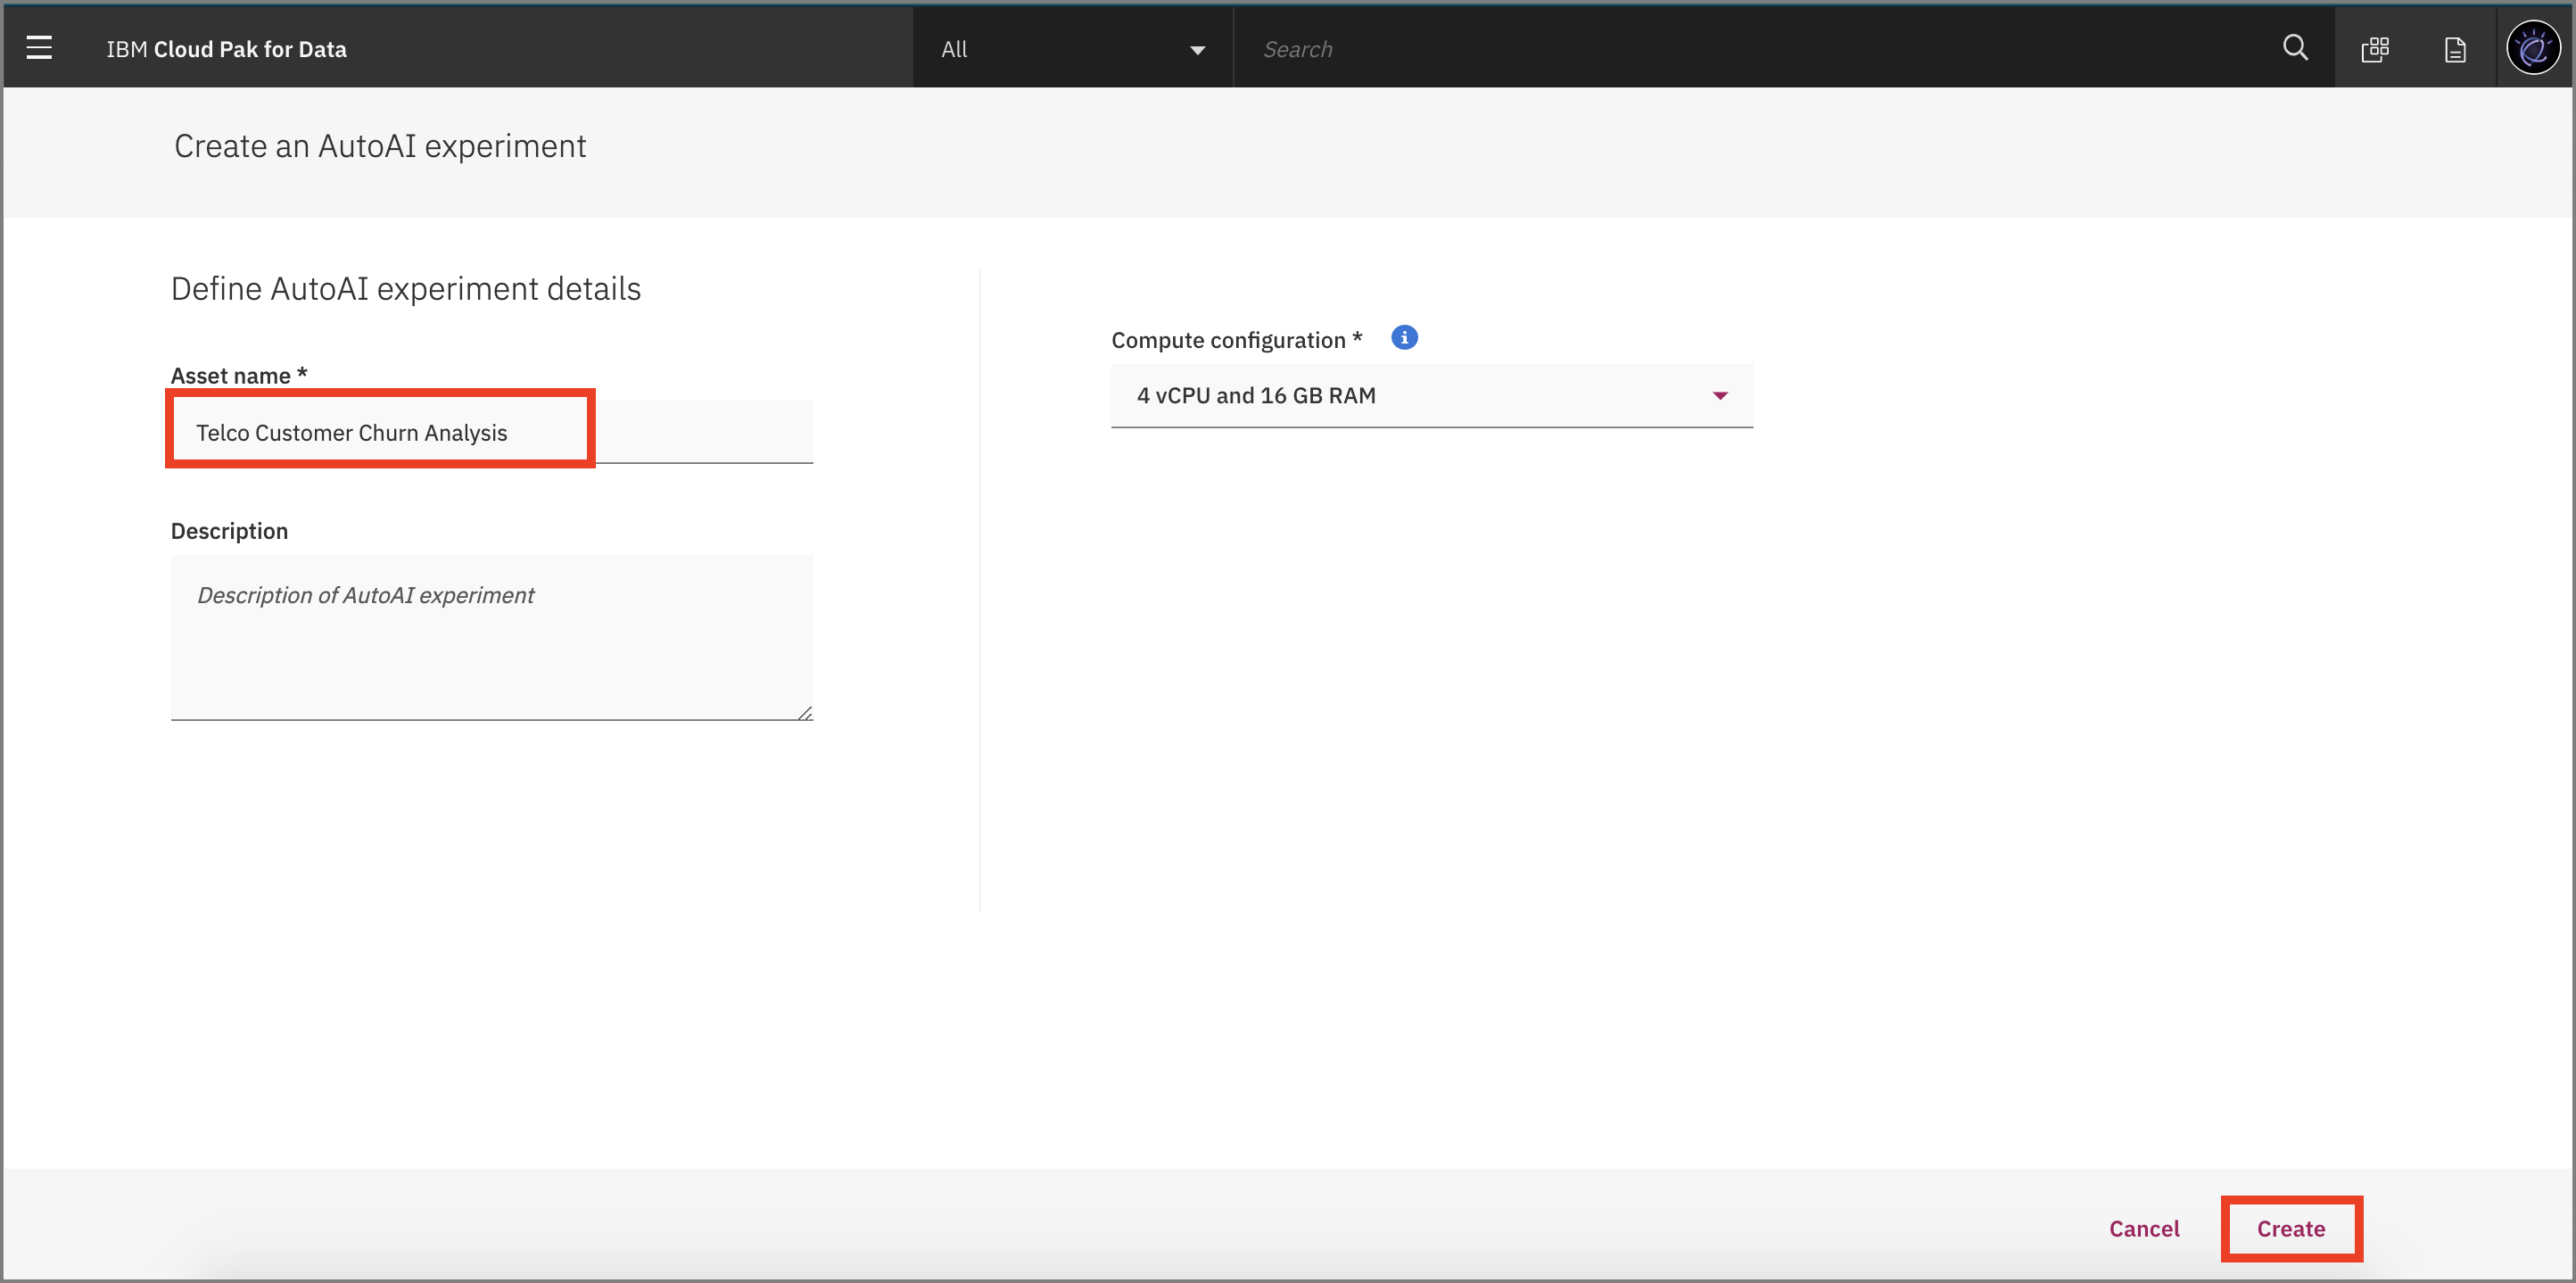 IBM Cloud Pak for Data
All
Search
Create an AutoAI experiment
Define AutoAI experiment details
Asset name *
Telco Customer Churn Analysis
Description
Description of AutoAI experiment
Compute configuration *
4 vCPU and 16 GB RAM
Cancel
Create